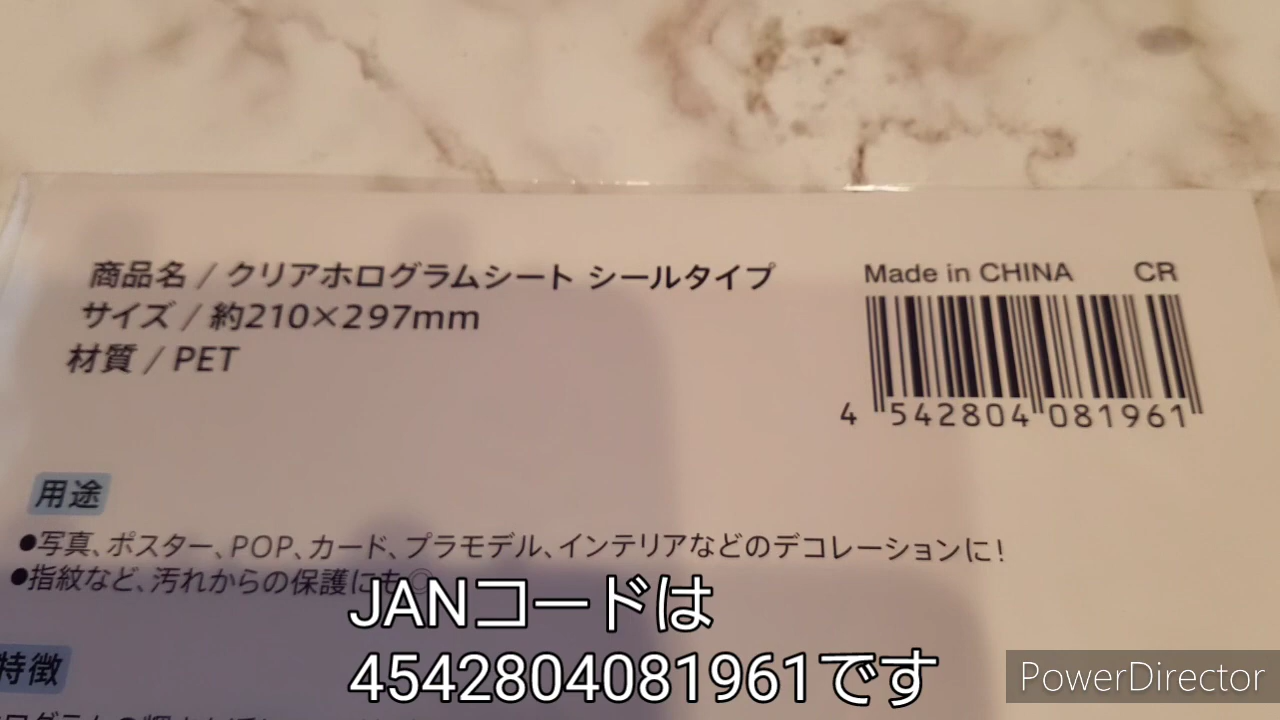 商品名 / クリアホログラムシート シールタイプ
サイズ / 約210×297mm
材質 / PET
Made in CHINA CR
4 542804 081961
用途
●写真、ポスター、POP、カード、プラモデル、インテリアなどのデコレーションに!
●指紋など、汚れからの保護にも◎
JANコードは
4542804081961です
特徴
PowerDirector